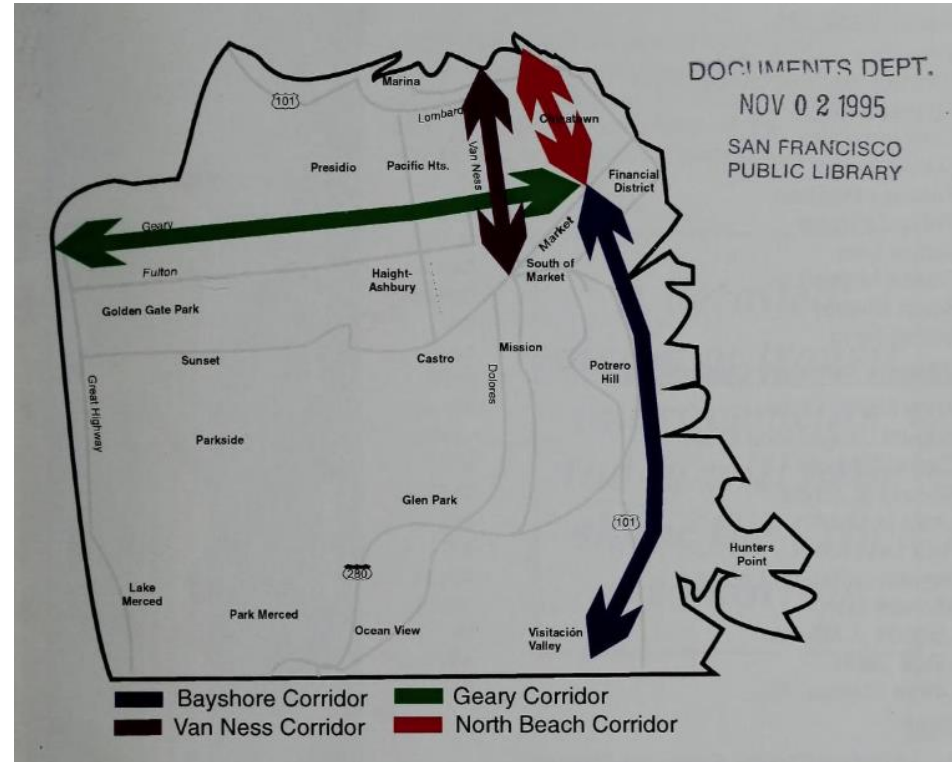 DOCUMENTS DEPT.
NOV 0 2 1995
SAN FRANCISCO
PUBLIC LIBRARY
Marina
101
Lombard
Chinatown
Van Ness
Presidio
Pacific Hts.
Financial
District
Geary
Market
Fulton
South of
Market
Haight-
Ashbury
Golden Gate Park
Mission
Sunset
Castro
Potrero
Hill
Dolores
Great Highway
Parkside
Glen Park
101
Hunters
Point
280
Lake
Merced
Park Merced
Ocean View
Visitación
Valley
Bayshore Corridor
Geary Corridor
Van Ness Corridor
North Beach Corridor